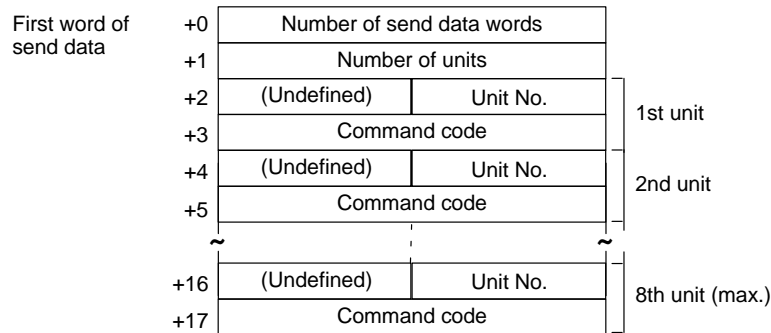 First word of
send data
+0 Number of send data words
+1 Number of units
+2 (Undefined) Unit No.
+3 Command code
1st unit
+4 (Undefined) Unit No.
+5 Command code
2nd unit
~ ~
+16 (Undefined) Unit No.
+17 Command code
8th unit (max.)